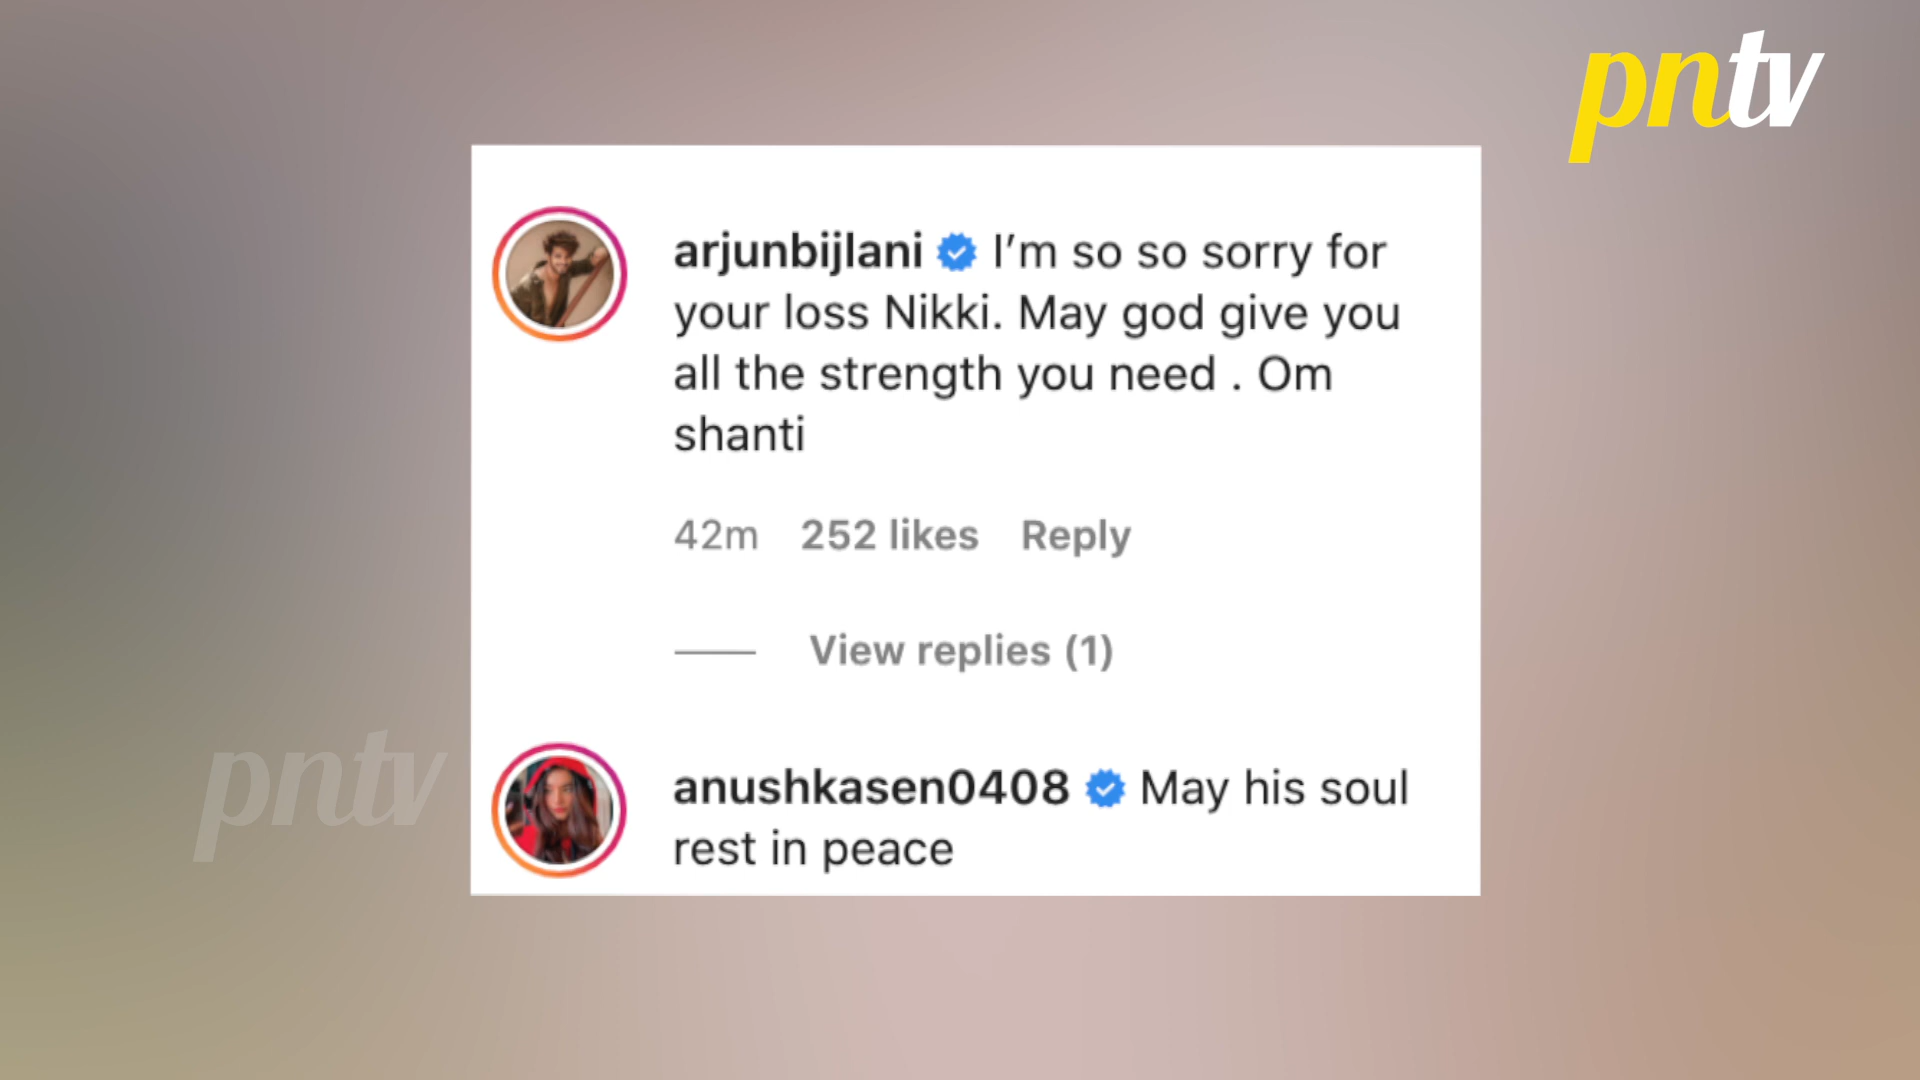 pntv
arjunbijlani I'm so so sorry for
your loss Nikki. May god give you
all the strength you need . Om
shanti
42m 252 likes Reply
View replies (1)
pntv
anushkasen0408 May his soul
rest in peace